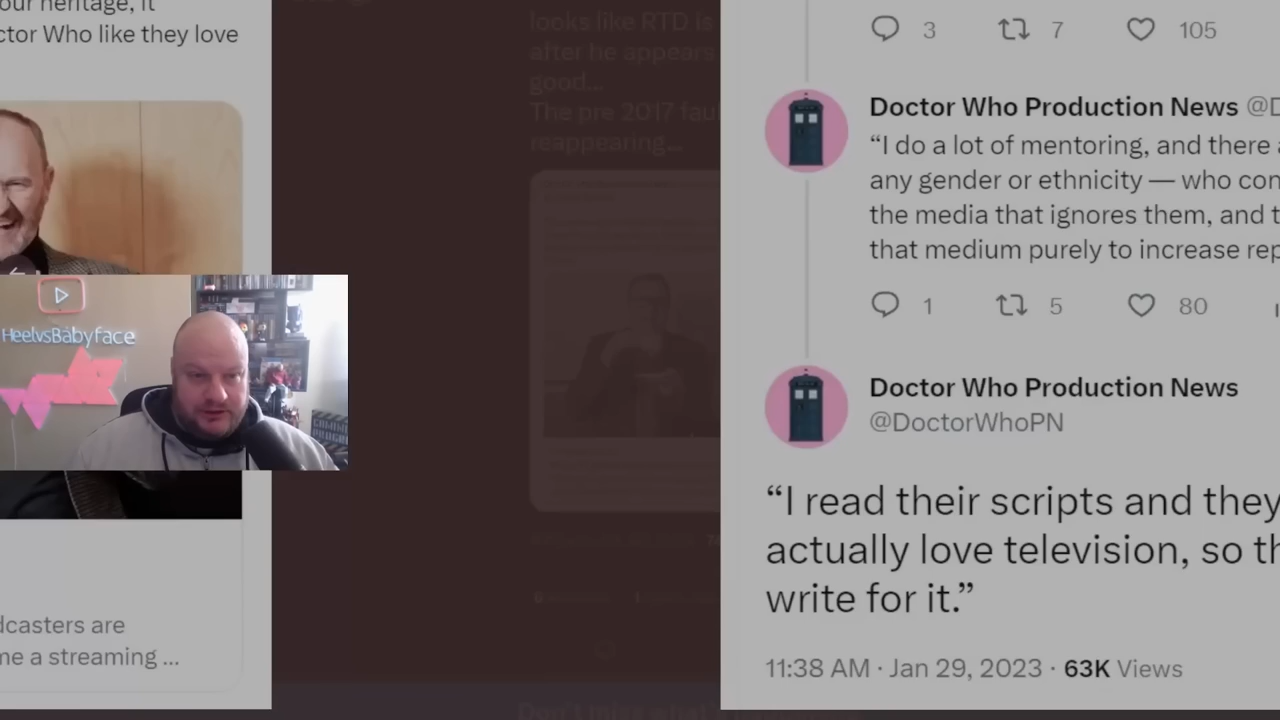 our heritage, it
ctor Who like they love
HeelvsBabyface
dcasters are
me a streaming ...
looks like RTD is
after he appears
good...
The pre 2017 fau
reappearing...
3 7 105
Doctor Who Production News @D
“I do a lot of mentoring, and there a
any gender or ethnicity — who con
the media that ignores them, and t
that medium purely to increase rep
1 5 80
Doctor Who Production News
@DoctorWhoPN
“I read their scripts and they
actually love television, so th
write for it.”
11:38 AM · Jan 29, 2023 · 63K Views